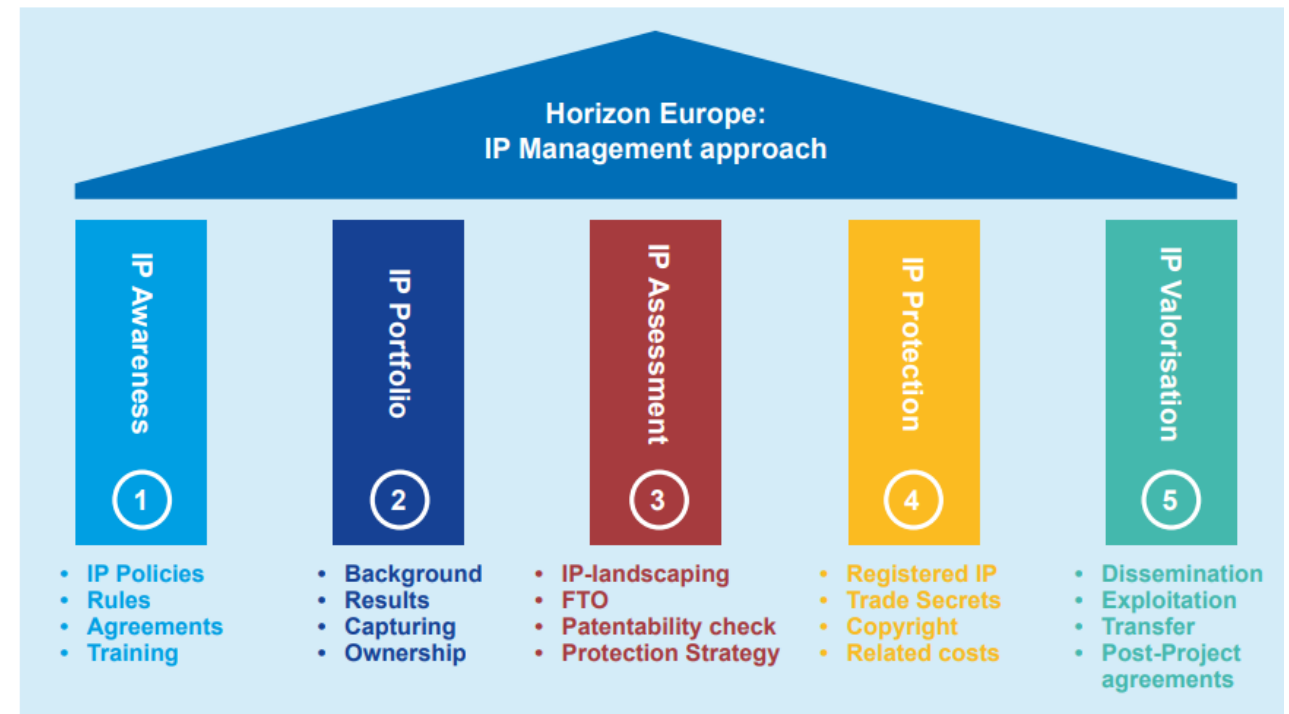 Horizon Europe:
IP Management approach
IP Awareness
1
• IP Policies
• Rules
• Agreements
• Training
IP Portfolio
2
• Background
• Results
• Capturing
• Ownership
IP Assessment
3
• IP-landscaping
• FTO
• Patentability check
• Protection Strategy
IP Protection
4
• Registered IP
• Trade Secrets
• Copyright
• Related costs
IP Valorisation
5
• Dissemination
• Exploitation
• Transfer
• Post-Project
agreements